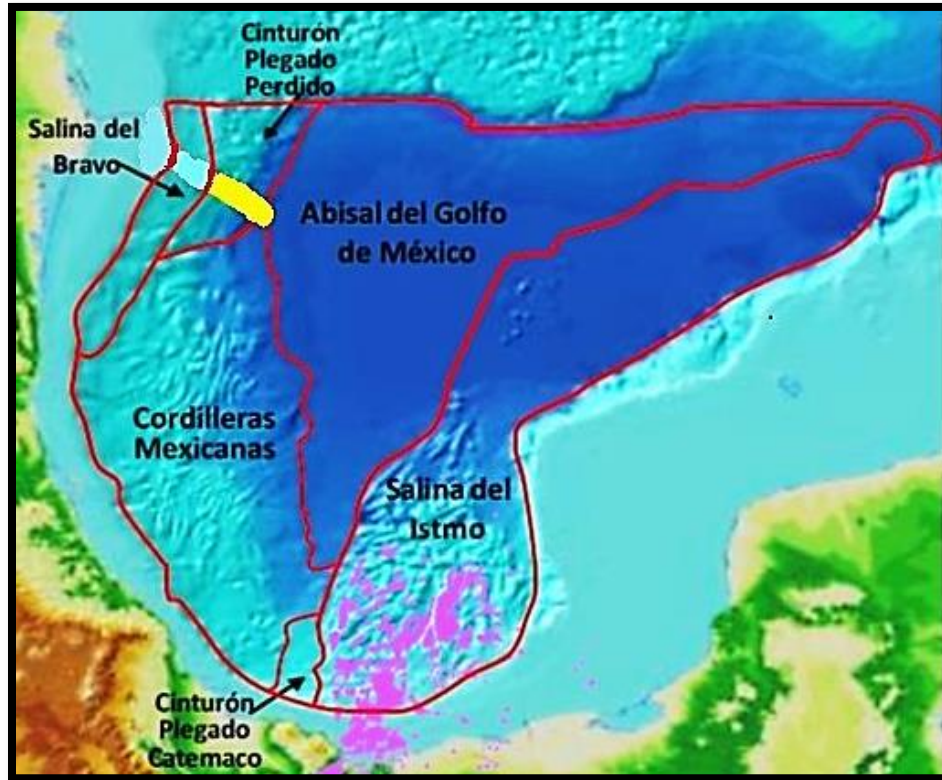 Cinturón
Plegado
Perdido
Salina del
Bravo
Abisal del Golfo
de México
Cordilleras
Mexicanas
Salina del
Istmo
Cinturón
Plegado
Catemaco